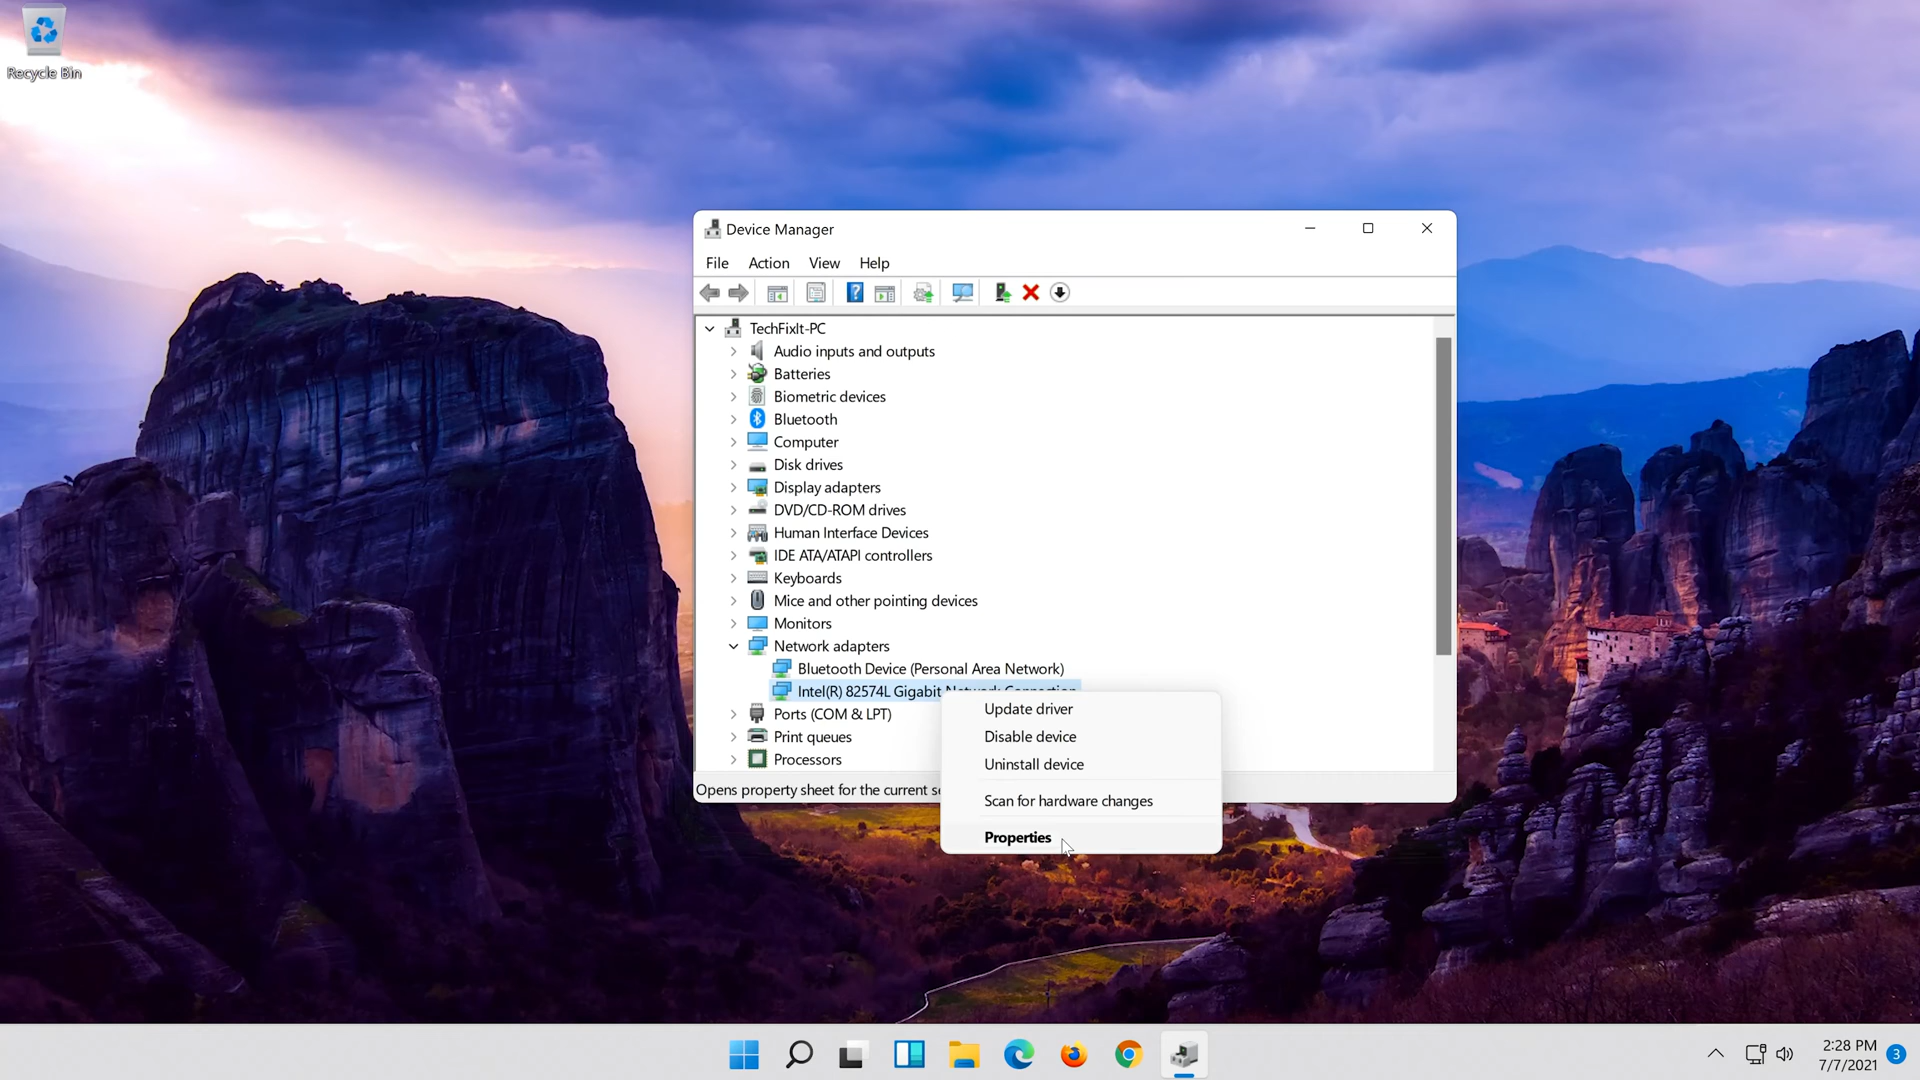 Recycle Bin
Device Manager
File Action View Help
TechFixIt-PC
Audio inputs and outputs
Batteries
Biometric devices
Bluetooth
Computer
Disk drives
Display adapters
DVD/CD-ROM drives
Human Interface Devices
IDE ATA/ATAPI controllers
Keyboards
Mice and other pointing devices
Monitors
Network adapters
Bluetooth Device (Personal Area Network)
Intel(R) 82574L Gigabit Network Connection
Ports (COM & LPT)
Print queues
Processors
Opens property sheet for the current
Update driver
Disable device
Uninstall device
Scan for hardware changes
Properties
2:28 PM
7/7/2021
3